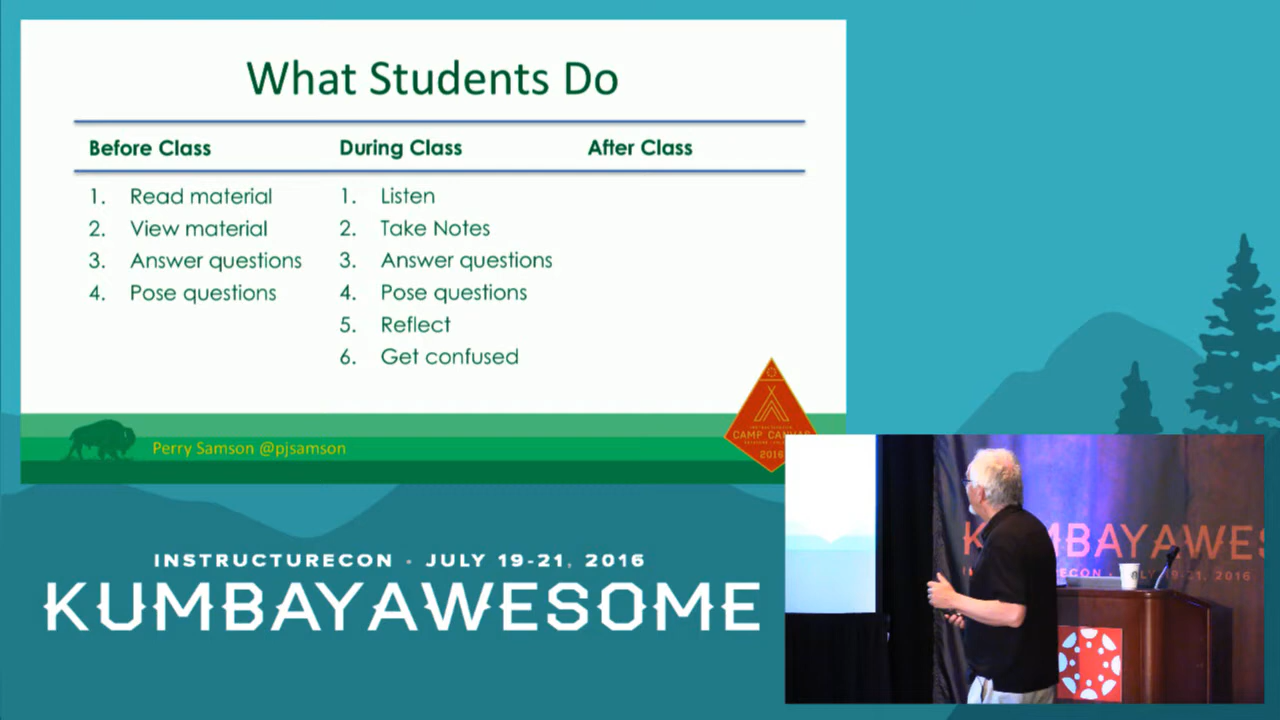 What Students Do
Before Class
During Class
After Class
1. Read material
2. View material
3. Answer questions
4. Pose questions
1. Listen
2. Take Notes
3. Answer questions
4. Pose questions
5. Reflect
6. Get confused
Perry Samson @pjsamson
CAMP CANVAS
2016
INSTRUCTURECON • JULY 19-21, 2016
KUMBAYAWESOME